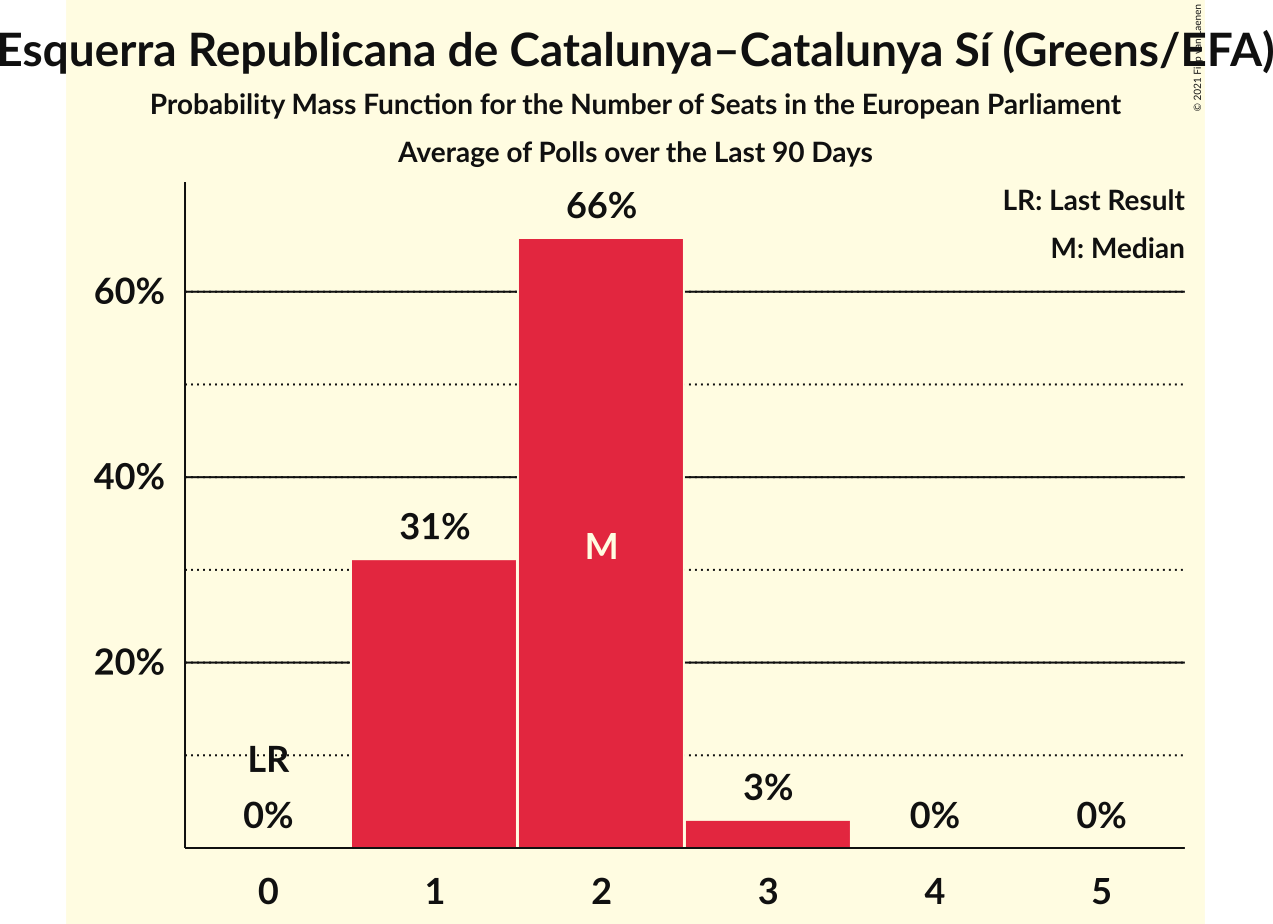 Esquerra Republicana de Catalunya–Catalunya Sí (Greens/EFA)
Probability Mass Function for the Number of Seats in the European Parliament
Average of Polls over the Last 90 Days
© 2021
LR: Last Result
M: Median
66%
60%
40%
31%
M
20%
LR
0%
3%
0%
0%
0 1 2 3 4 5